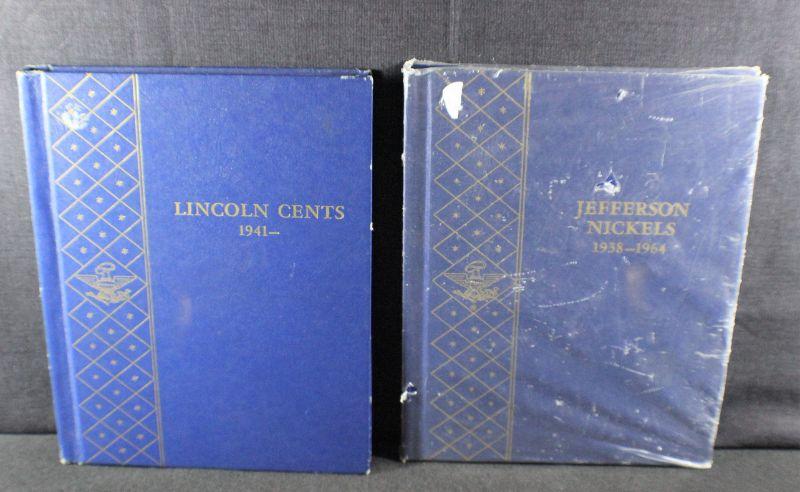 LINCOLN CENTS
1941—
JEFFERSON
NICKELS
1938—1964